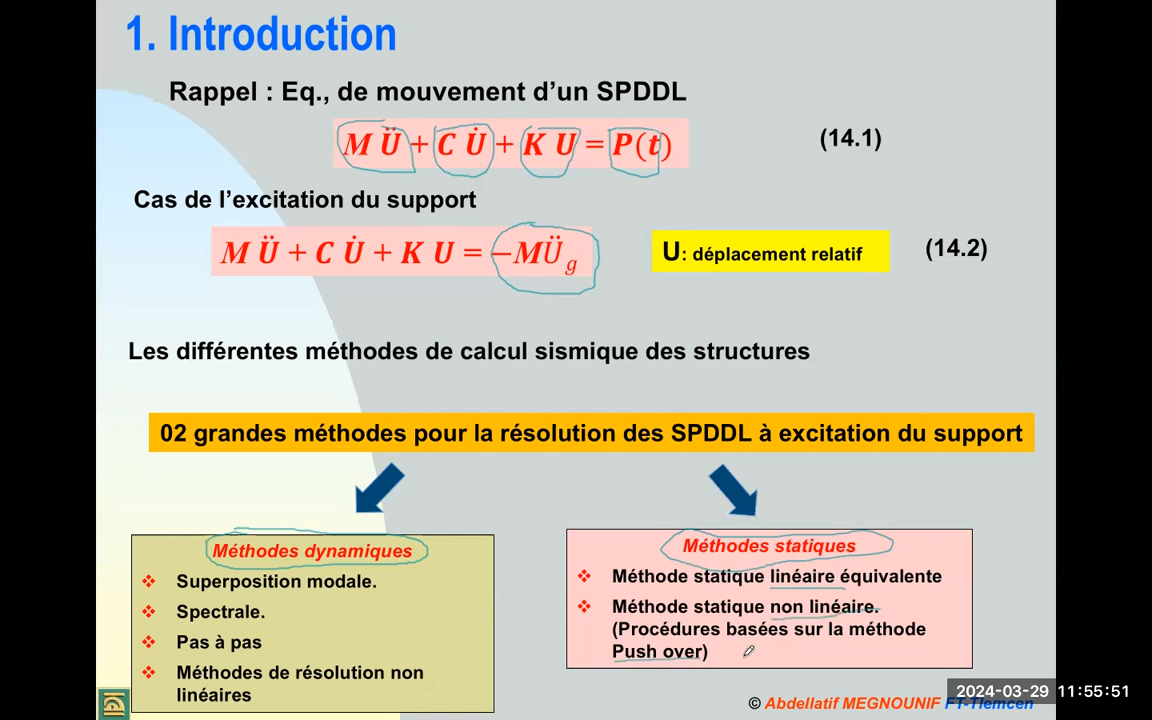 1. Introduction
Rappel : Eq., de mouvement d'un SPDDL
M Ü + C U̇ + K U = P(t)
(14.1)
Cas de l'excitation du support
M Ü + C U̇ + K U = −MÜg
U: déplacement relatif
(14.2)
Les différentes méthodes de calcul sismique des structures
02 grandes méthodes pour la résolution des SPDDL à excitation du support
Méthodes dynamiques
❖ Superposition modale.
❖ Spectrale.
❖ Pas à pas
❖ Méthodes de résolution non
linéaires
Méthodes statiques
❖ Méthode statique linéaire équivalente
❖ Méthode statique non linéaire.
(Procédures basées sur la méthode
Push over)
2024-03-29 11:55:51
© Abdellatif MEGNOUNIF FT-Tlemcen